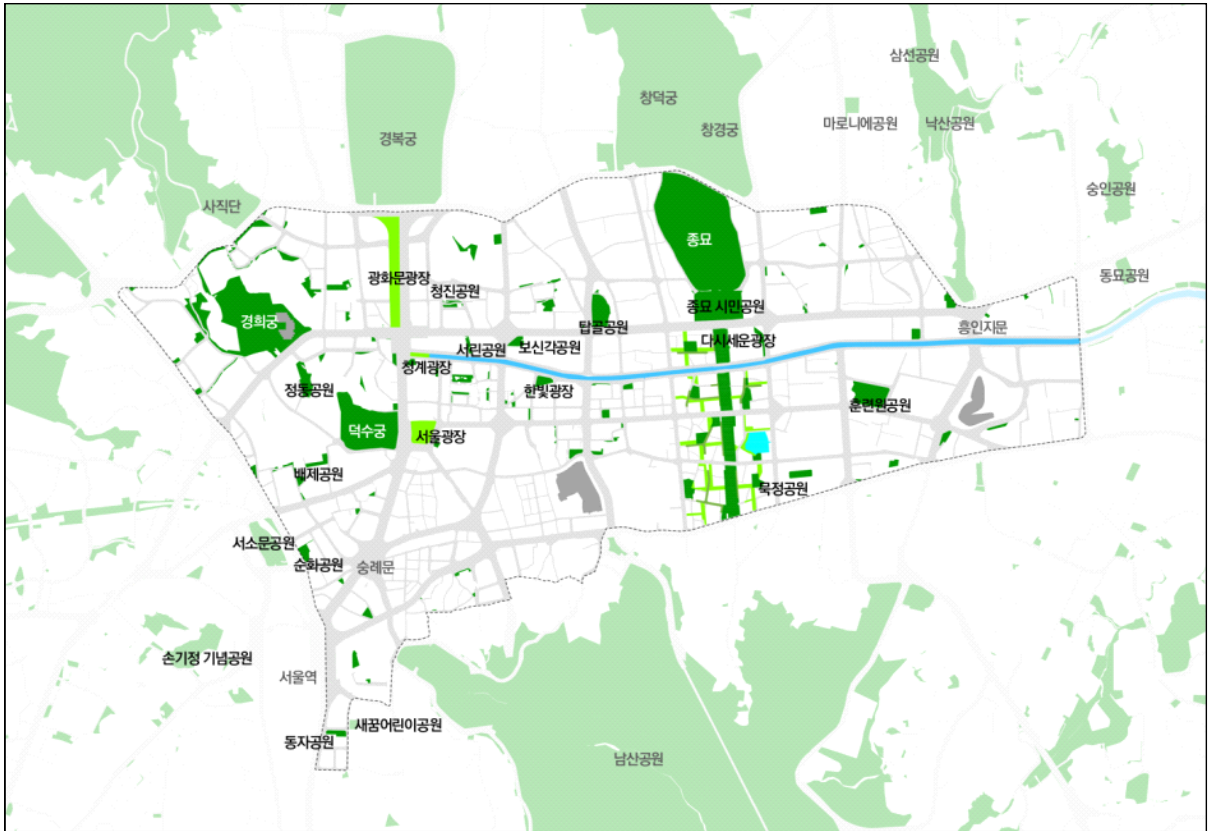 삼선공원
창덕궁
마로니에공원
낙산공원
창경궁
경복궁
숭인공원
사직단
종묘
동묘공원
광화문광장
청진공원
종묘 시민공원
경희궁
탑골공원
흥인지문
다시세운광장
보신각공원
서린공원
청계광장
정동공원
한빛광장
훈련원공원
덕수궁
서울광장
배제공원
묵정공원
서소문공원
순화공원
숭례문
손기정 기념공원
서울역
새꿈어린이공원
동자공원
남산공원